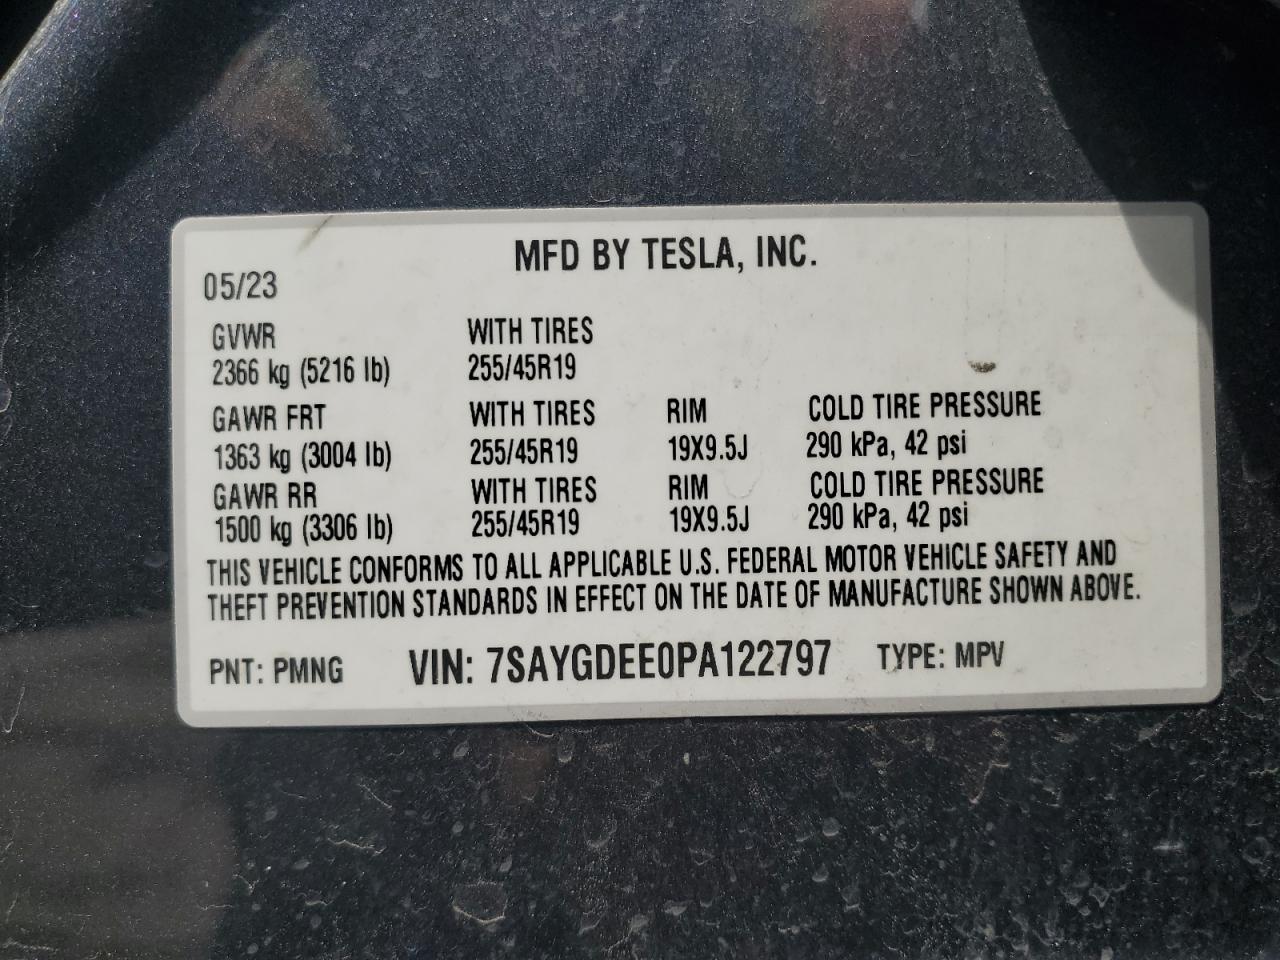 MFD BY TESLA, INC.
05/23
GVWR WITH TIRES
2366 kg (5216 lb) 255/45R19
GAWR FRT WITH TIRES RIM COLD TIRE PRESSURE
1363 kg (3004 lb) 255/45R19 19X9.5J 290 kPa, 42 psi
GAWR RR WITH TIRES RIM COLD TIRE PRESSURE
1500 kg (3306 lb) 255/45R19 19X9.5J 290 kPa, 42 psi
THIS VEHICLE CONFORMS TO ALL APPLICABLE U.S. FEDERAL MOTOR VEHICLE SAFETY AND
THEFT PREVENTION STANDARDS IN EFFECT ON THE DATE OF MANUFACTURE SHOWN ABOVE.
PNT: PMNG VIN: 7SAYGDEE0PA122797 TYPE: MPV